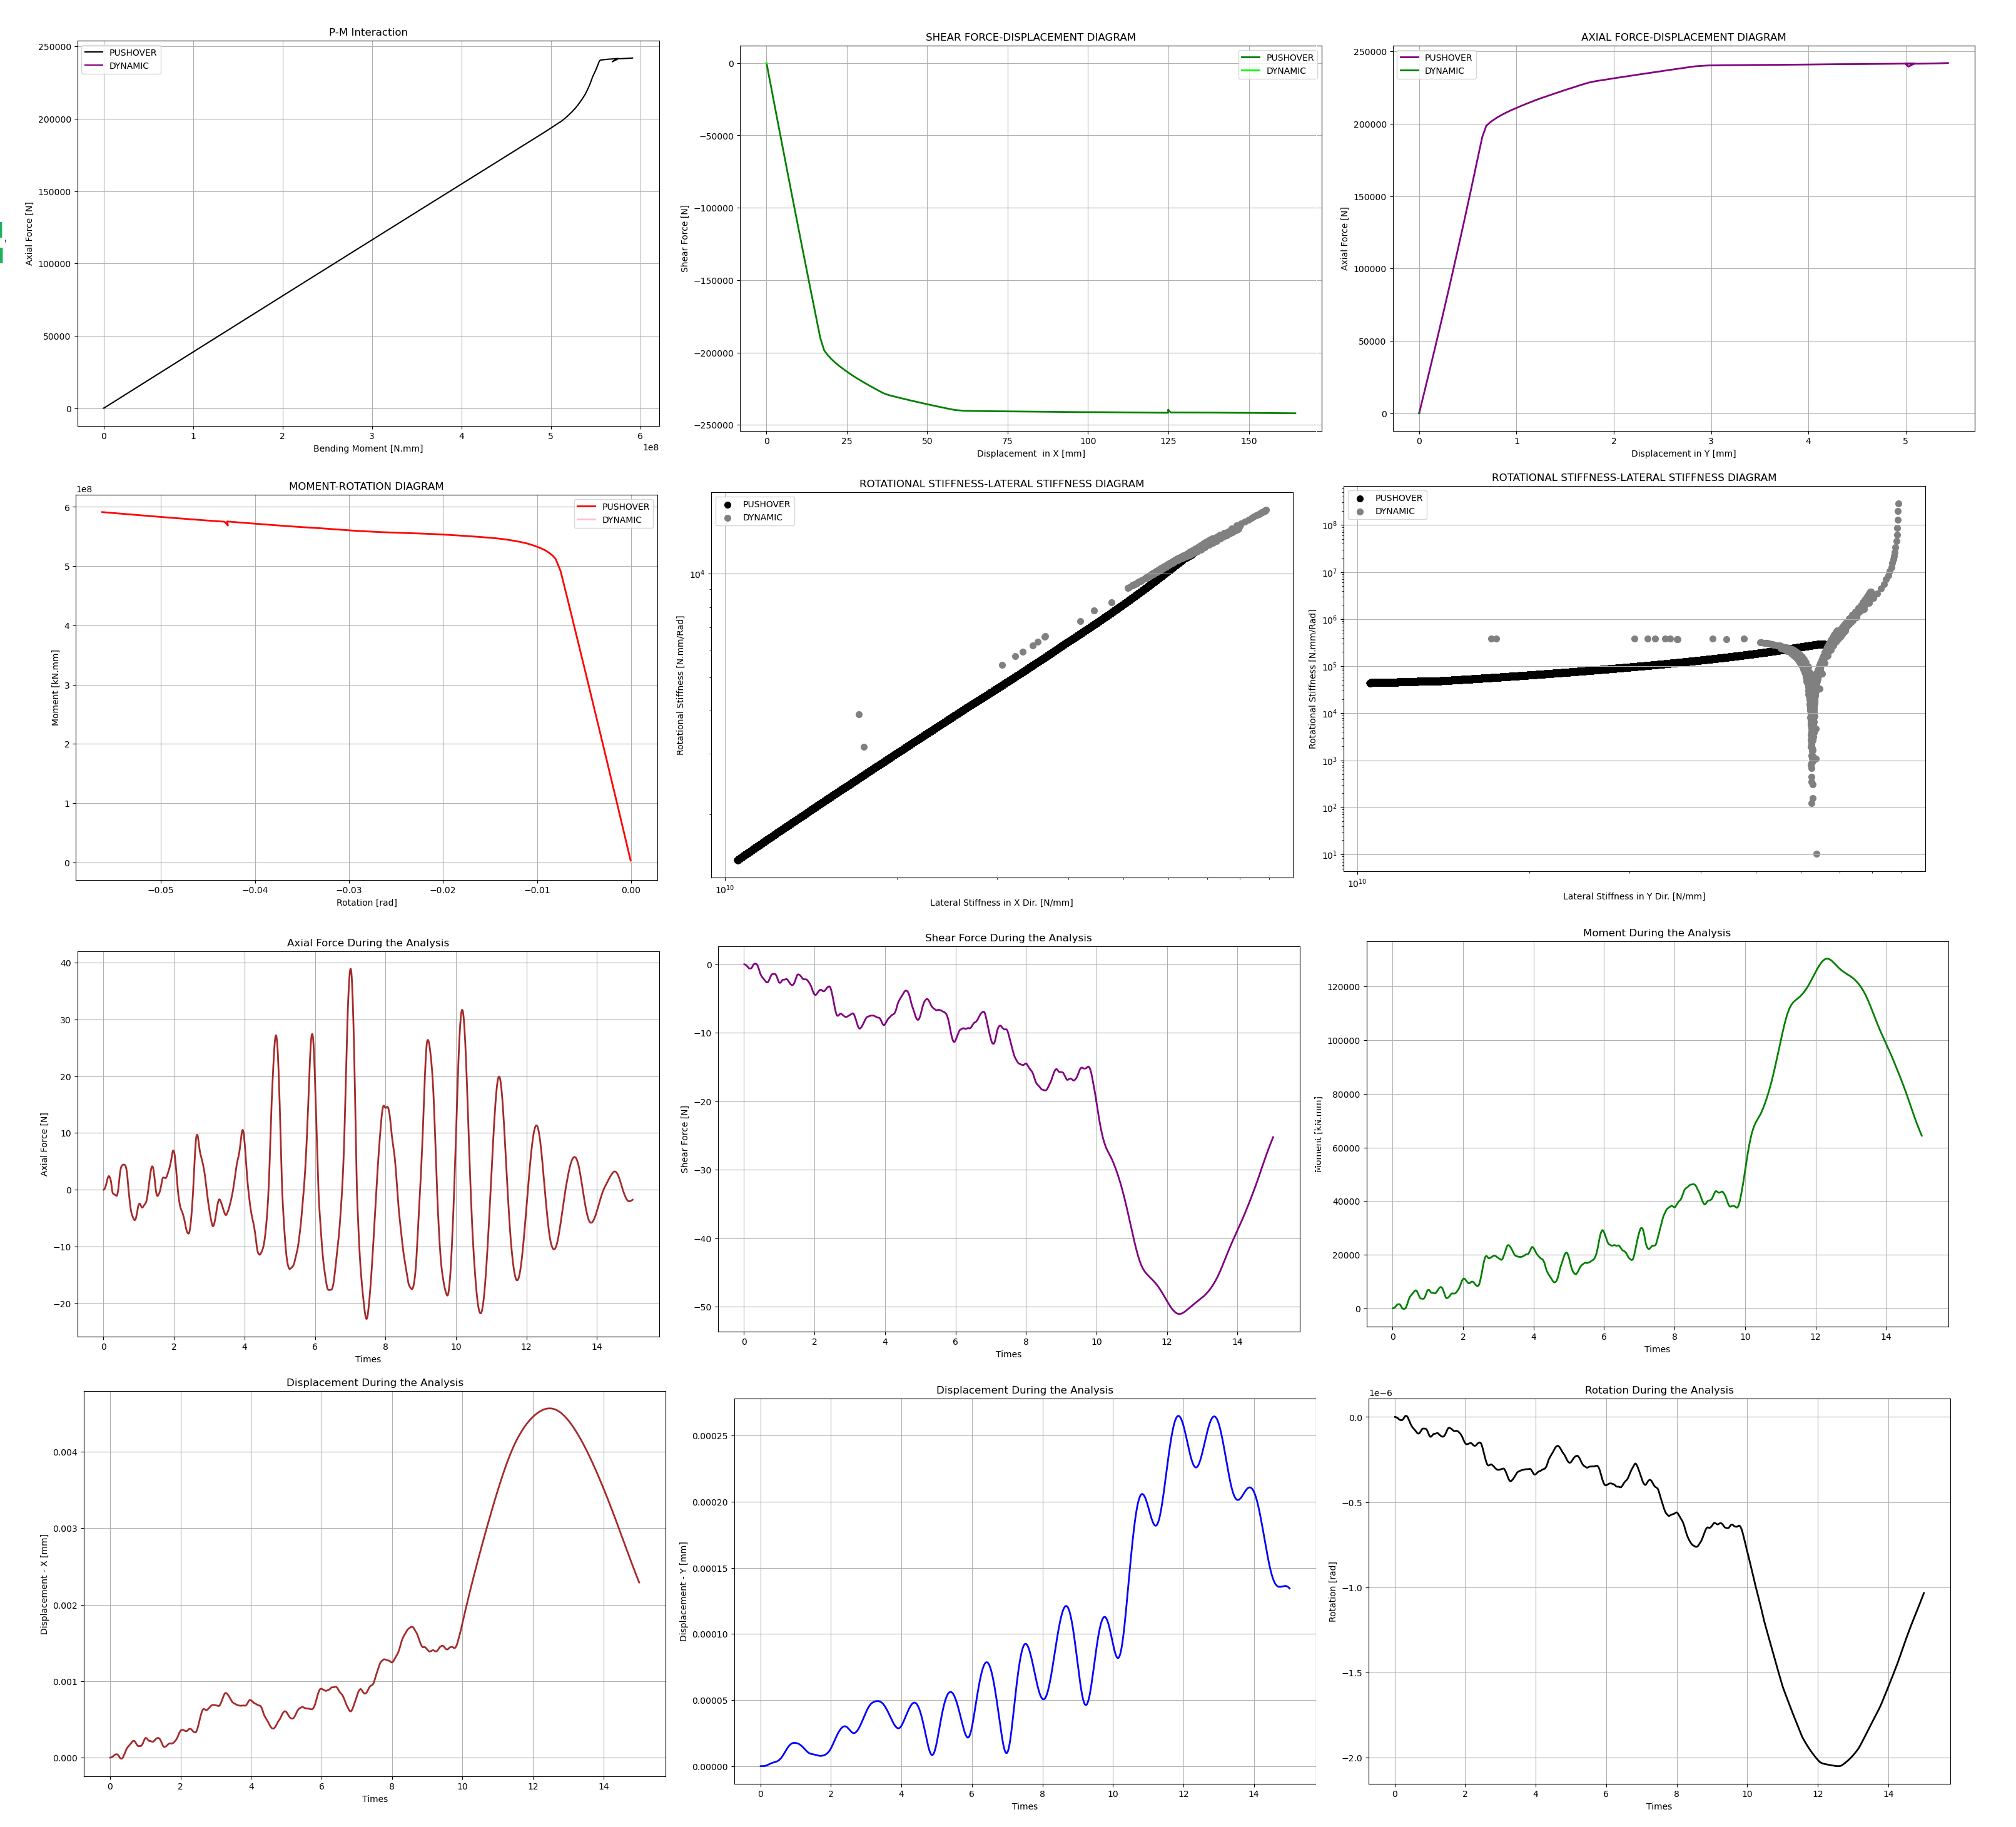 P-M Interaction
PUSHOVER
DYNAMIC
250000
200000
150000
100000
50000
0
Axial Force [N]
0 1 2 3 4 5 6
1e8
Bending Moment [N.mm]
SHEAR FORCE-DISPLACEMENT DIAGRAM
PUSHOVER
DYNAMIC
0
−50000
−100000
−150000
−200000
−250000
Shear Force [N]
0 25 50 75 100 125 150
Displacement in X [mm]
AXIAL FORCE-DISPLACEMENT DIAGRAM
PUSHOVER
DYNAMIC
250000
200000
150000
100000
50000
0
Axial Force [N]
0 1 2 3 4 5
Displacement in Y [mm]
MOMENT-ROTATION DIAGRAM
1e8
PUSHOVER
DYNAMIC
6
5
4
3
2
1
0
Moment [kN.mm]
−0.05 −0.04 −0.03 −0.02 −0.01 0.00
Rotation [rad]
ROTATIONAL STIFFNESS-LATERAL STIFFNESS DIAGRAM
PUSHOVER
DYNAMIC
10⁴
Rotational Stiffness [N.mm/Rad]
10¹⁰
Lateral Stiffness in X Dir. [N/mm]
ROTATIONAL STIFFNESS-LATERAL STIFFNESS DIAGRAM
PUSHOVER
DYNAMIC
10⁸
10⁷
10⁶
10⁵
10⁴
10³
10²
10¹
Rotational Stiffness [N.mm/Rad]
10¹⁰
Lateral Stiffness in Y Dir. [N/mm]
Axial Force During the Analysis
40
30
20
10
0
−10
−20
Axial Force [N]
0 2 4 6 8 10 12 14
Times
Shear Force During the Analysis
0
−10
−20
−30
−40
−50
Shear Force [N]
0 2 4 6 8 10 12 14
Times
Moment During the Analysis
120000
100000
80000
60000
40000
20000
0
Moment [kN.mm]
0 2 4 6 8 10 12 14
Times
Displacement During the Analysis
0.004
0.003
0.002
0.001
0.000
Displacement - X [mm]
0 2 4 6 8 10 12 14
Times
Displacement During the Analysis
0.00025
0.00020
0.00015
0.00010
0.00005
0.00000
Displacement - Y [mm]
0 2 4 6 8 10 12 14
Times
Rotation During the Analysis
1e−6
0.0
−0.5
−1.0
−1.5
−2.0
Rotation [rad]
0 2 4 6 8 10 12 14
Times